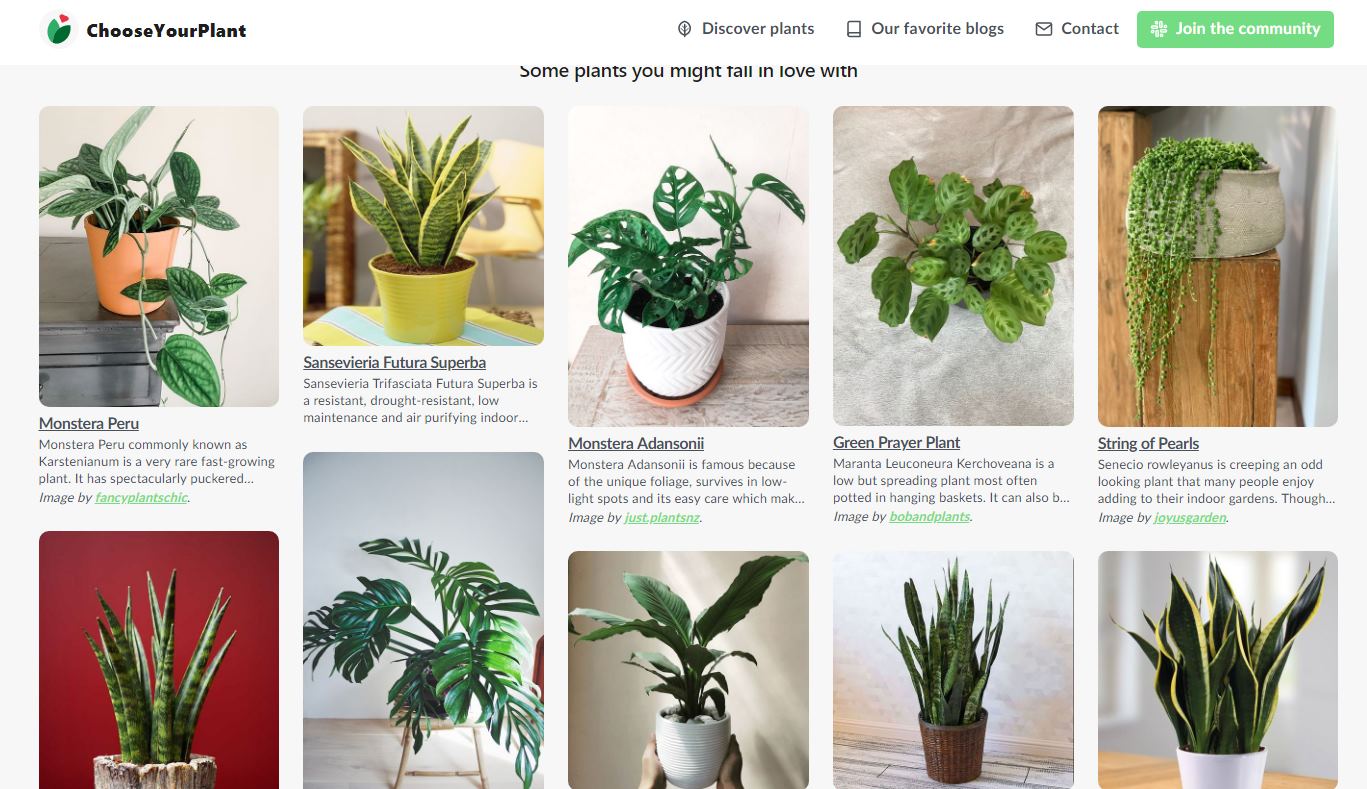 ChooseYourPlant
Discover plants
Our favorite blogs
Contact
Join the community
Some plants you might fall in love with
Monstera Peru
Monstera Peru commonly known as
Karstenianum is a very rare fast-growing
plant. It has spectacularly puckered...
Image by fancyplantschic.
Sansevieria Futura Superba
Sansevieria Trifasciata Futura Superba is
a resistant, drought-resistant, low
maintenance and air purifying indoor...
Monstera Adansonii
Monstera Adansonii is famous because
of the unique foliage, survives in low-
light spots and its easy care which mak...
Image by just.plantsnz.
Green Prayer Plant
Maranta Leuconeura Kerchoveana is a
low but spreading plant most often
potted in hanging baskets. It can also b...
Image by bobandplants.
String of Pearls
Senecio rowleyanus is creeping an odd
looking plant that many people enjoy
adding to their indoor gardens. Though...
Image by joyusgarden.